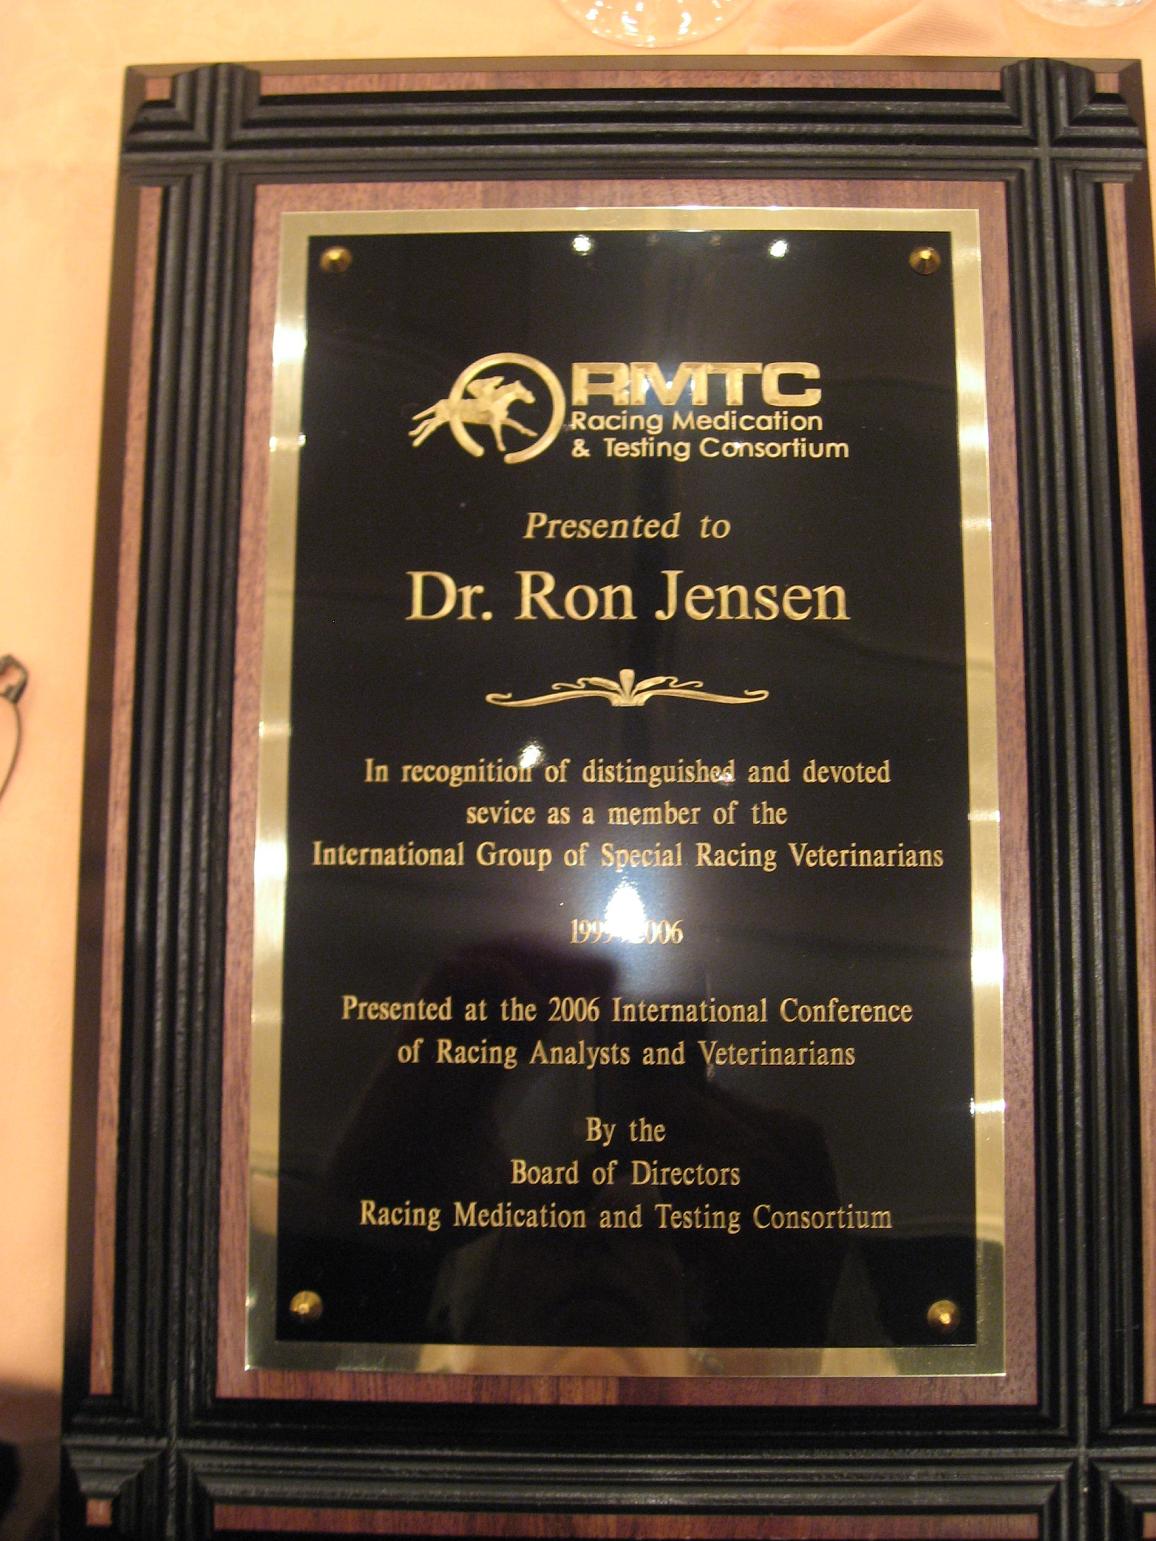 RMTC
Racing Medication
& Testing Consortium
Presented to
Dr. Ron Jensen
In recognition of distinguished and devoted
sevice as a member of the
International Group of Special Racing Veterinarians
Presented at the 2006 International Conference
of Racing Analysts and Veterinarians
By the
Board of Directors
Racing Medication and Testing Consortium